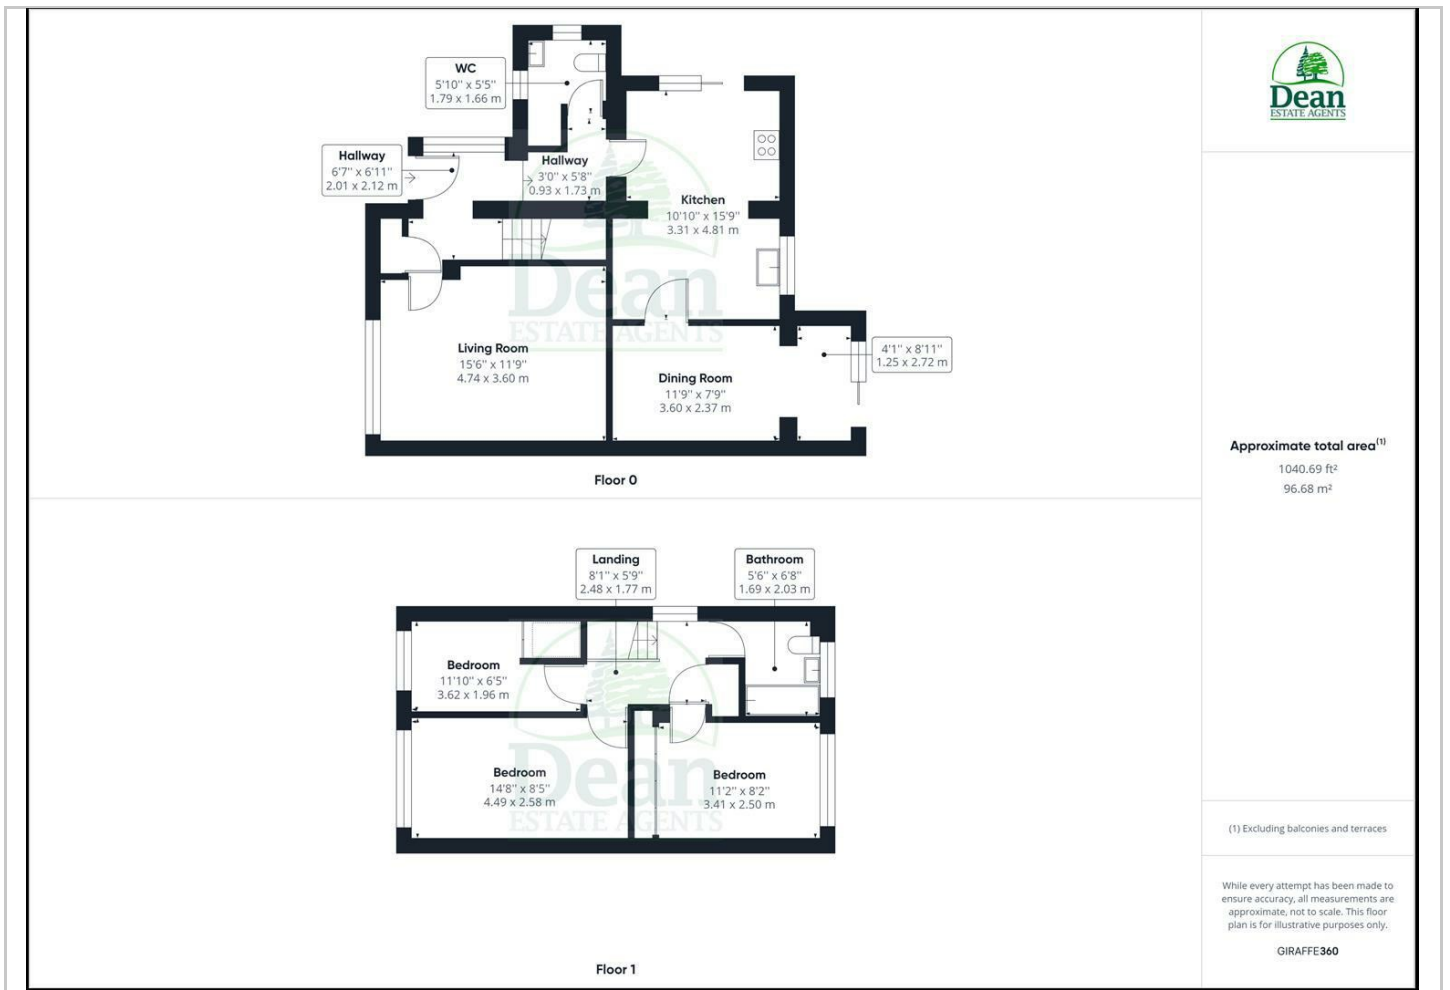 WC
5'10" x 5'5"
1.79 x 1.66 m
Hallway
6'7" x 6'11"
2.01 x 2.12 m
Hallway
3'0" x 5'8"
0.93 x 1.73 m
Kitchen
10'10" x 15'9"
3.31 x 4.81 m
Living Room
15'6" x 11'9"
4.74 x 3.60 m
Dining Room
11'9" x 7'9"
3.60 x 2.37 m
4'1" x 8'11"
1.25 x 2.72 m
Dean
ESTATE AGENTS
Floor 0
Landing
8'1" x 5'9"
2.48 x 1.77 m
Bathroom
5'6" x 6'8"
1.69 x 2.03 m
Bedroom
11'10" x 6'5"
3.62 x 1.96 m
Bedroom
14'8" x 8'5"
4.49 x 2.58 m
Bedroom
11'2" x 8'2"
3.41 x 2.50 m
Dean
ESTATE AGENTS
Floor 1
Dean
ESTATE AGENTS
Approximate total area(1)
1040.69 ft²
96.68 m²
(1) Excluding balconies and terraces
While every attempt has been made to
ensure accuracy, all measurements are
approximate, not to scale. This floor
plan is for illustrative purposes only.
GIRAFFE360